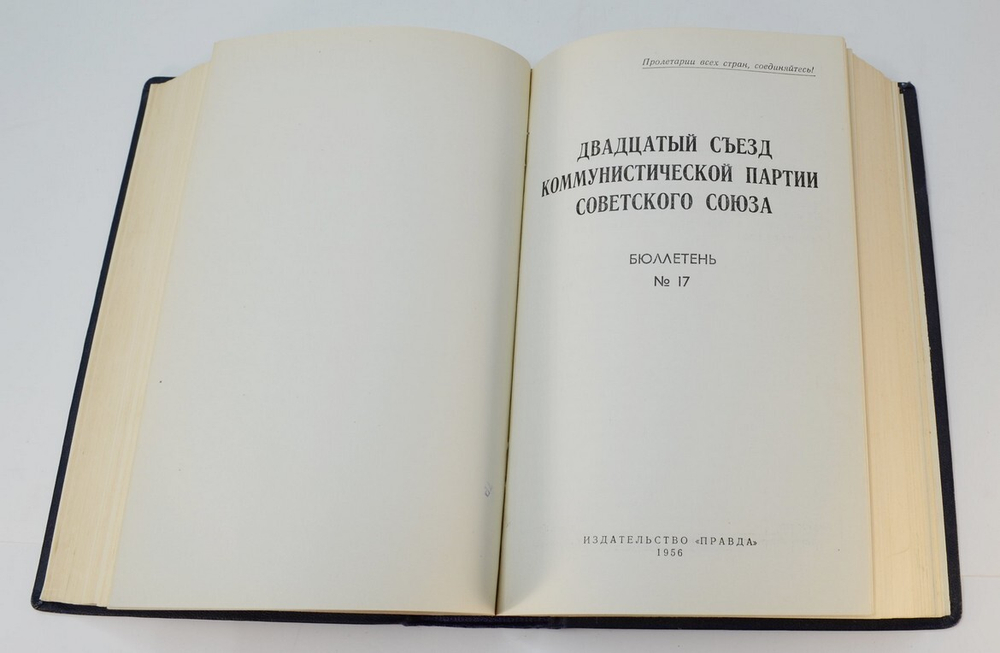 Пролетарии всех стран, соединяйтесь!
ДВАДЦАТЫЙ СЪЕЗД
КОММУНИСТИЧЕСКОЙ ПАРТИИ
СОВЕТСКОГО СОЮЗА
БЮЛЛЕТЕНЬ
№ 17
ИЗДАТЕЛЬСТВО «ПРАВДА»
1956